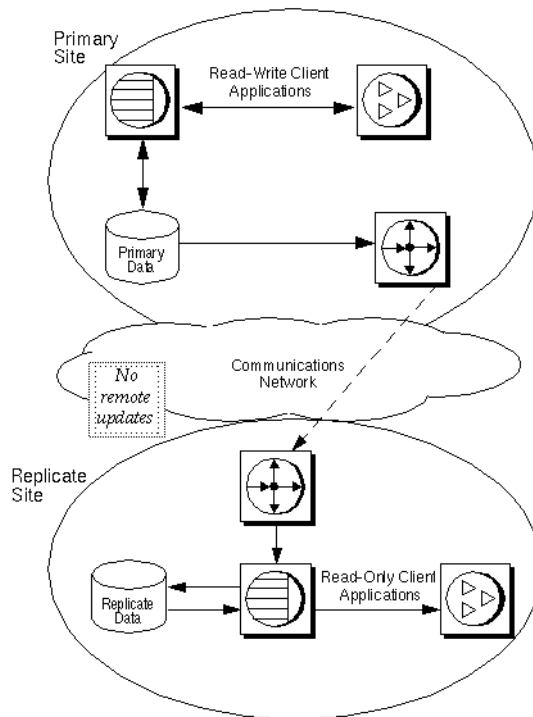 Primary
Site
Read-Write Client
Applications
Primary
Data
Communications
Network
No
remote
updates
Replicate
Site
Replicate
Data
Read-Only Client
Applications